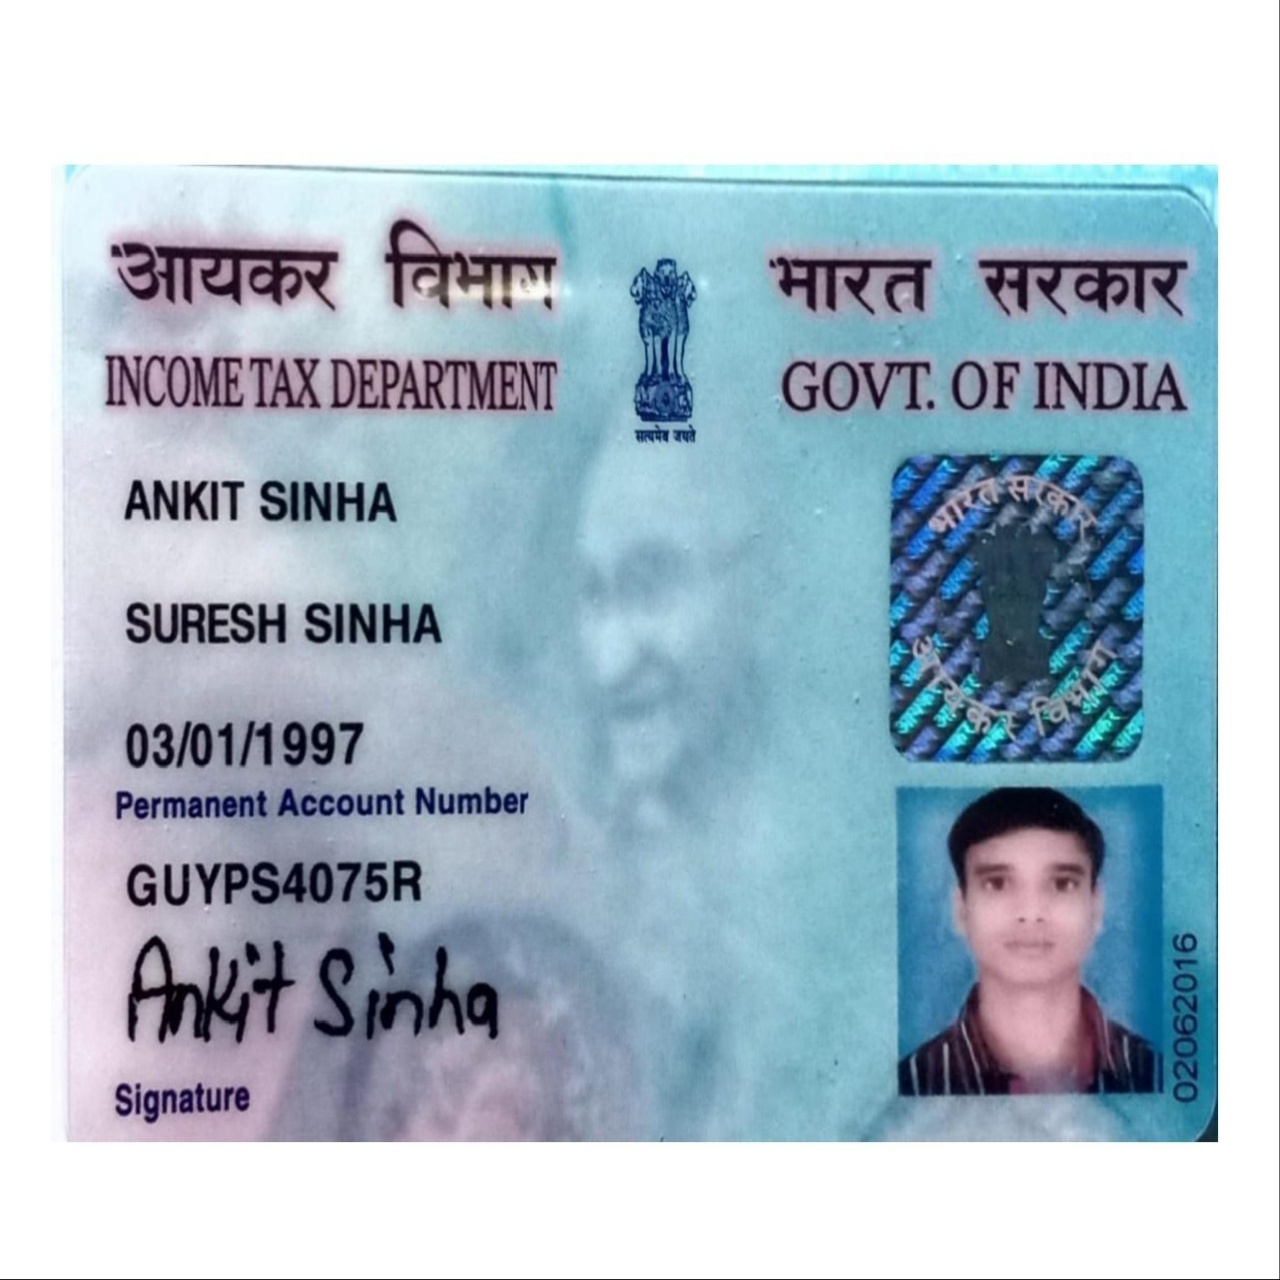 आयकर विभाग
INCOME TAX DEPARTMENT
सत्यमेव जयते
भारत सरकार
GOVT. OF INDIA
ANKIT SINHA
SURESH SINHA
03/01/1997
Permanent Account Number
GUYPS4075R
Ankit Sinha
Signature
भारत सरकार
आयकर विभाग
02062016